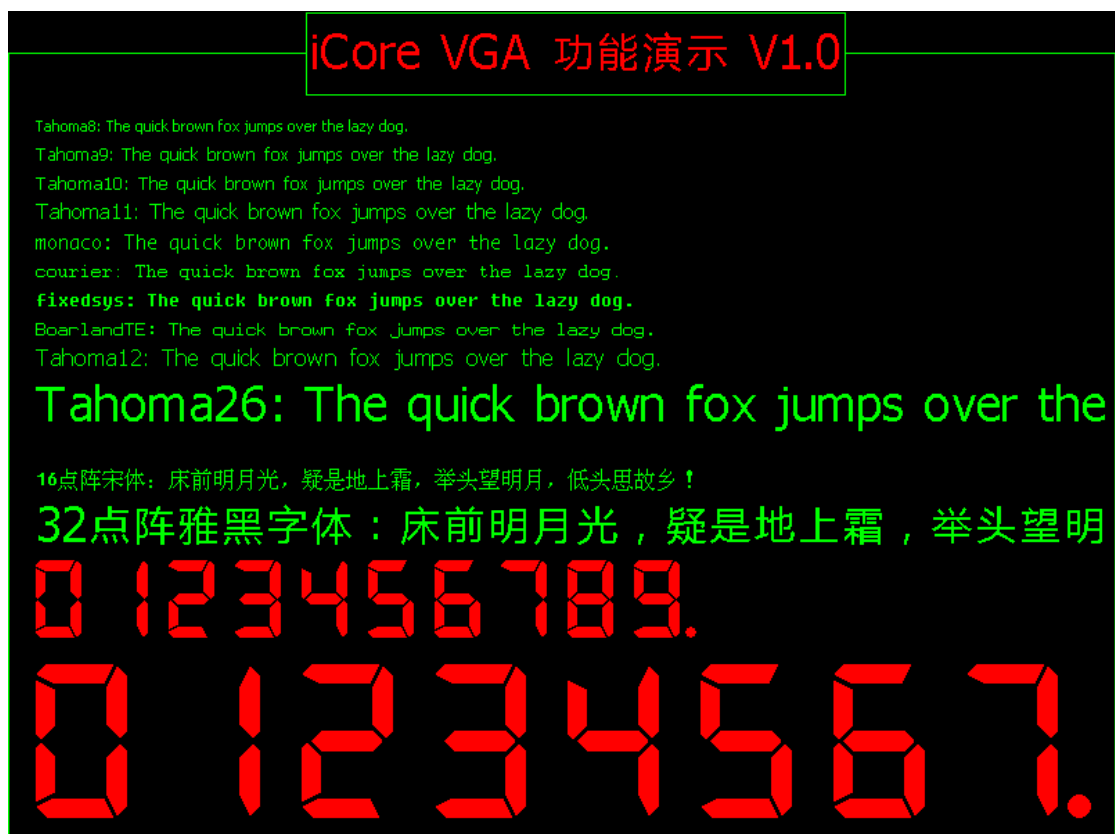 iCore VGA 功能演示 V1.0
Tahoma8: The quick brown fox jumps over the lazy dog.
Tahoma9: The quick brown fox jumps over the lazy dog.
Tahoma10: The quick brown fox jumps over the lazy dog.
Tahoma11: The quick brown fox jumps over the lazy dog.
monaco: The quick brown fox jumps over the lazy dog.
courier: The quick brown fox jumps over the lazy dog.
fixedsys: The quick brown fox jumps over the lazy dog.
BoarlandTE: The quick brown fox jumps over the lazy dog.
Tahoma12: The quick brown fox jumps over the lazy dog.
Tahoma26: The quick brown fox jumps over the
16点阵宋体：床前明月光，疑是地上霜，举头望明月，低头思故乡！
32点阵雅黑字体：床前明月光，疑是地上霜，举头望明
0123456789.
01234567.